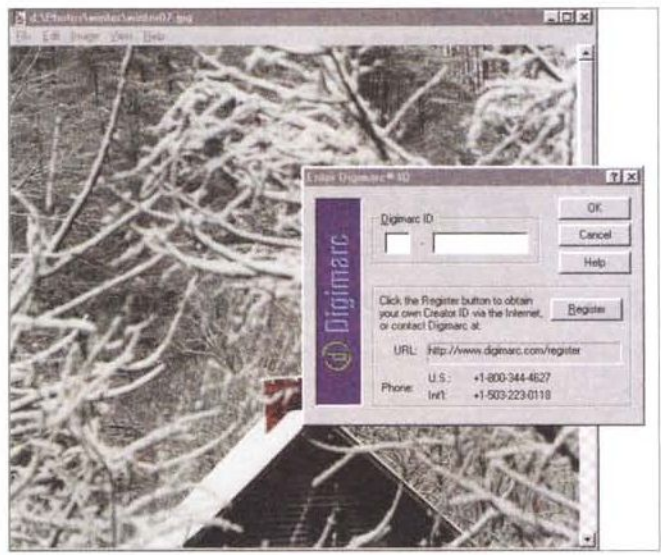 d:\Photos\winter\winter07.jpg
File Edit Image View Help
Enter Digimarc® ID
Digimarc
Digimarc ID
-
OK
Cancel
Help
Click the Register button to obtain
your own Creator ID via the Internet,
or contact Digimarc at:
Register
URL: http://www.digimarc.com/register
Phone: U.S.: +1-800-344-4627
Int'l: +1-503-223-0118